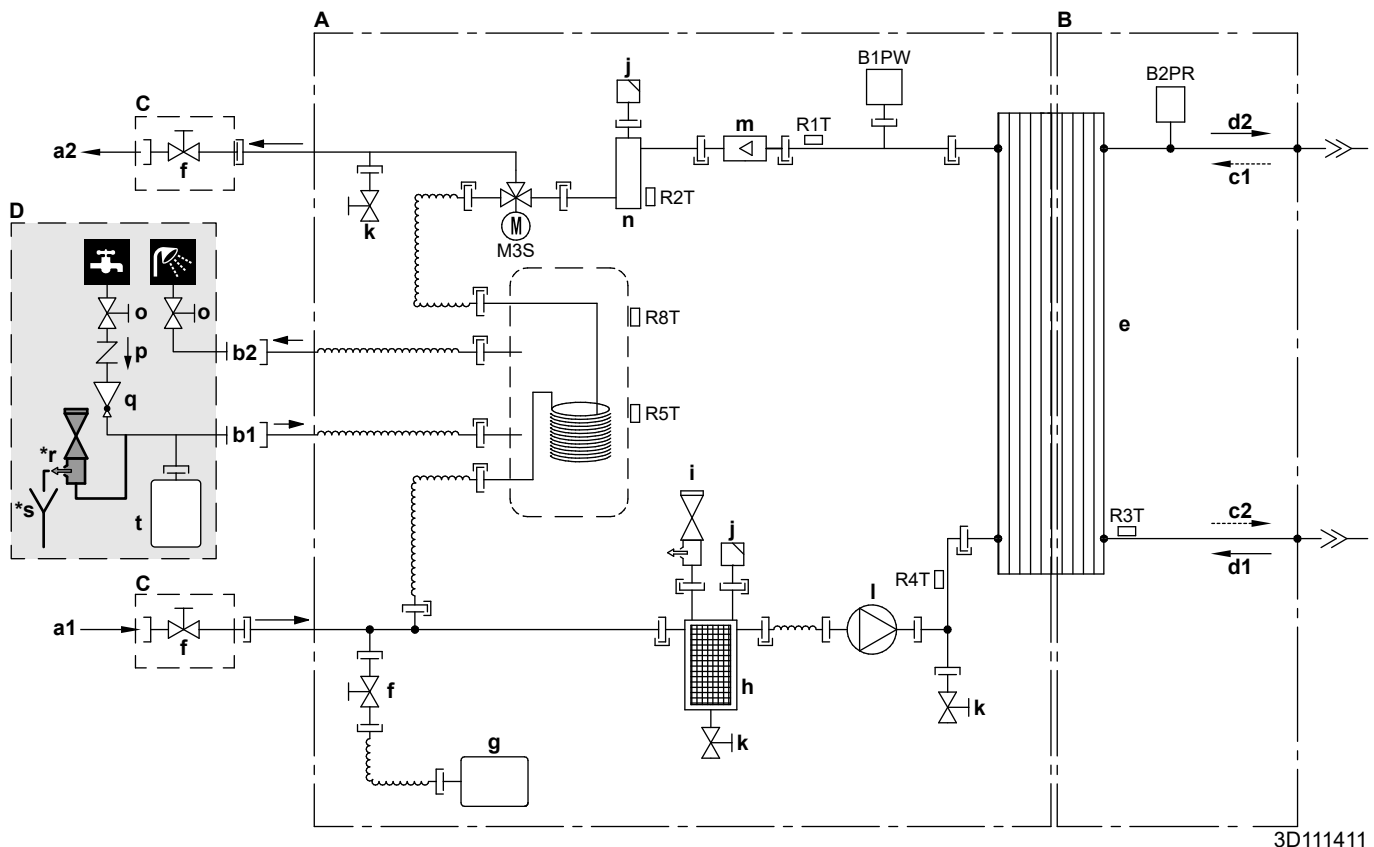 A
B
C
j
B1PW
B2PR
m
R1T
d2
a2
f
c1
D
k
n
R2T
M
M3S
o
o
R8T
e
p
b2
q
R5T
b1
*r
i
*s
t
j
R3T
c2
C
R4T
d1
l
a1
f
f
h
k
k
g
3D111411